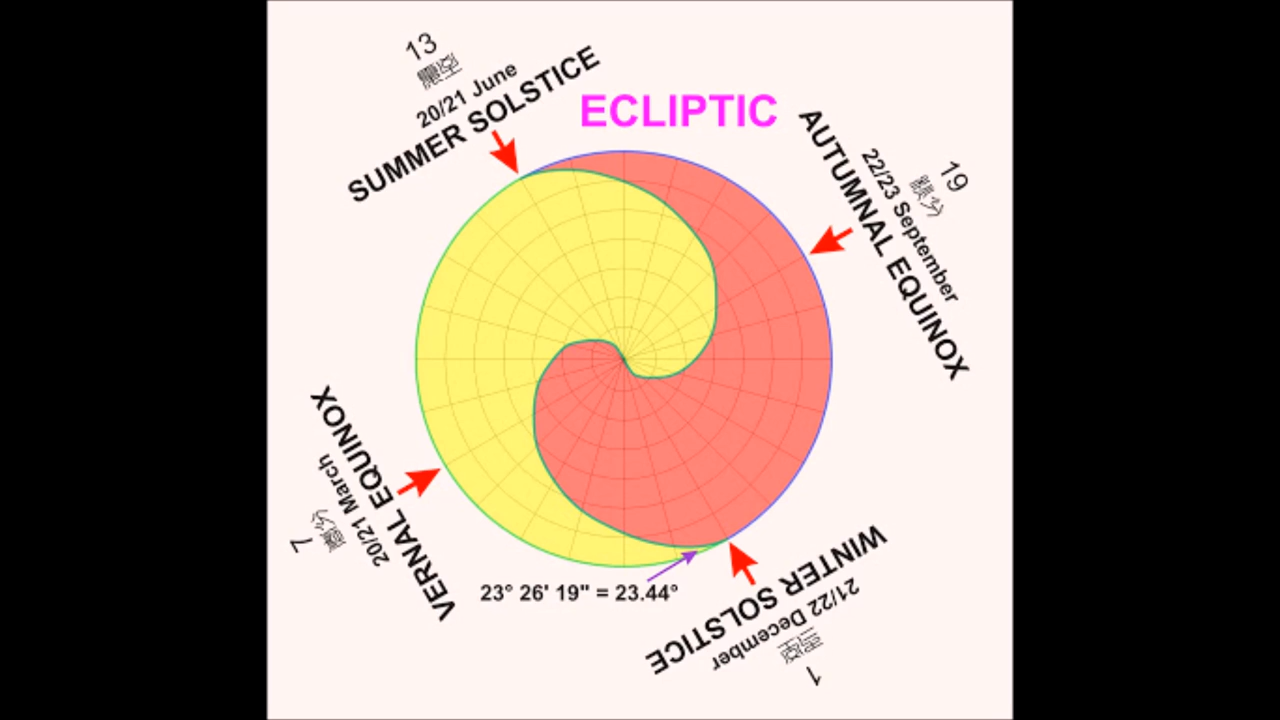 13
20/21 June
SUMMER SOLSTICE
ECLIPTIC
19
22/23 September
AUTUMNAL EQUINOX
VERNAL EQUINOX
20/21 March
7
23° 26' 19" = 23.44°
WINTER SOLSTICE
21/22 December
1